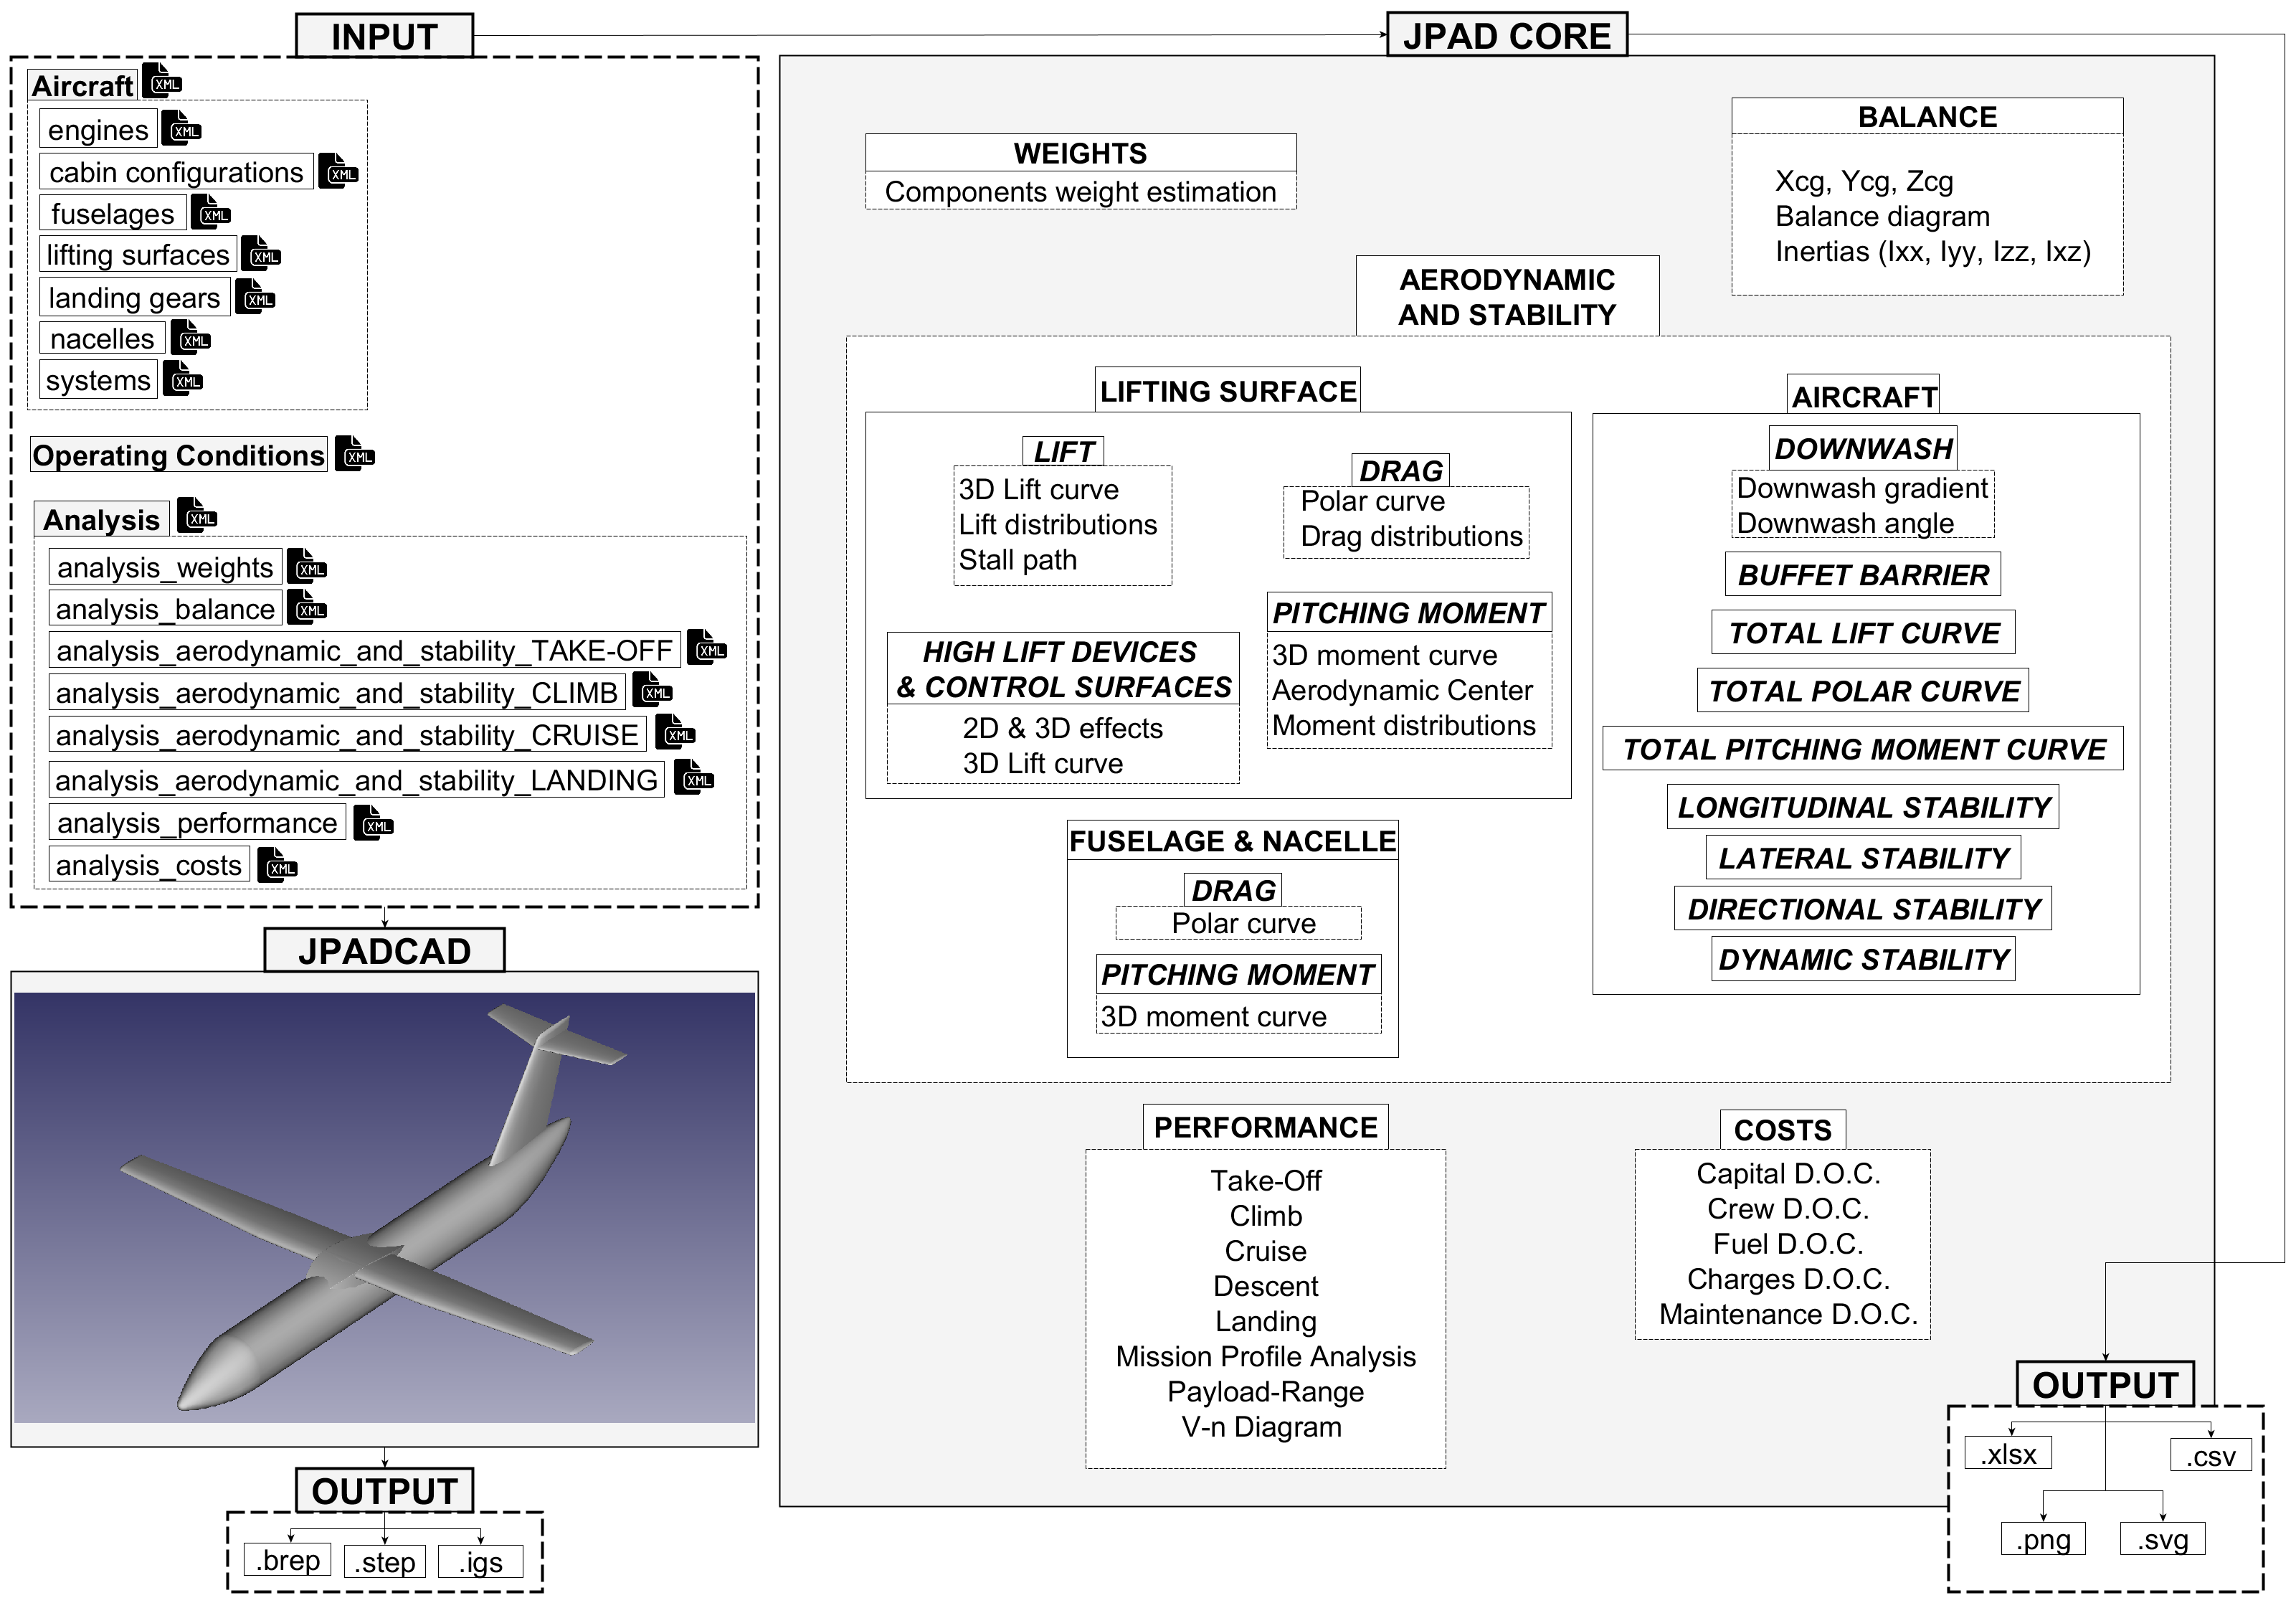 INPUT
Aircraft
XML
engines
XML
cabin configurations
XML
fuselages
XML
lifting surfaces
XML
landing gears
XML
nacelles
XML
systems
XML
Operating Conditions
XML
Analysis
XML
analysis_weights
XML
analysis_balance
XML
analysis_aerodynamic_and_stability_TAKE-OFF
XML
analysis_aerodynamic_and_stability_CLIMB
XML
analysis_aerodynamic_and_stability_CRUISE
XML
analysis_aerodynamic_and_stability_LANDING
XML
analysis_performance
XML
analysis_costs
XML
JPADCAD
OUTPUT
.brep
.step
.igs
JPAD CORE
WEIGHTS
Components weight estimation
BALANCE
Xcg, Ycg, Zcg
Balance diagram
Inertias (Ixx, Iyy, Izz, Ixz)
AERODYNAMIC
AND STABILITY
LIFTING SURFACE
LIFT
3D Lift curve
Lift distributions
Stall path
DRAG
Polar curve
Drag distributions
HIGH LIFT DEVICES
& CONTROL SURFACES
2D & 3D effects
3D Lift curve
PITCHING MOMENT
3D moment curve
Aerodynamic Center
Moment distributions
FUSELAGE & NACELLE
DRAG
Polar curve
PITCHING MOMENT
3D moment curve
AIRCRAFT
DOWNWASH
Downwash gradient
Downwash angle
BUFFET BARRIER
TOTAL LIFT CURVE
TOTAL POLAR CURVE
TOTAL PITCHING MOMENT CURVE
LONGITUDINAL STABILITY
LATERAL STABILITY
DIRECTIONAL STABILITY
DYNAMIC STABILITY
PERFORMANCE
Take-Off
Climb
Cruise
Descent
Landing
Mission Profile Analysis
Payload-Range
V-n Diagram
COSTS
Capital D.O.C.
Crew D.O.C.
Fuel D.O.C.
Charges D.O.C.
Maintenance D.O.C.
OUTPUT
.xlsx
.csv
.png
.svg